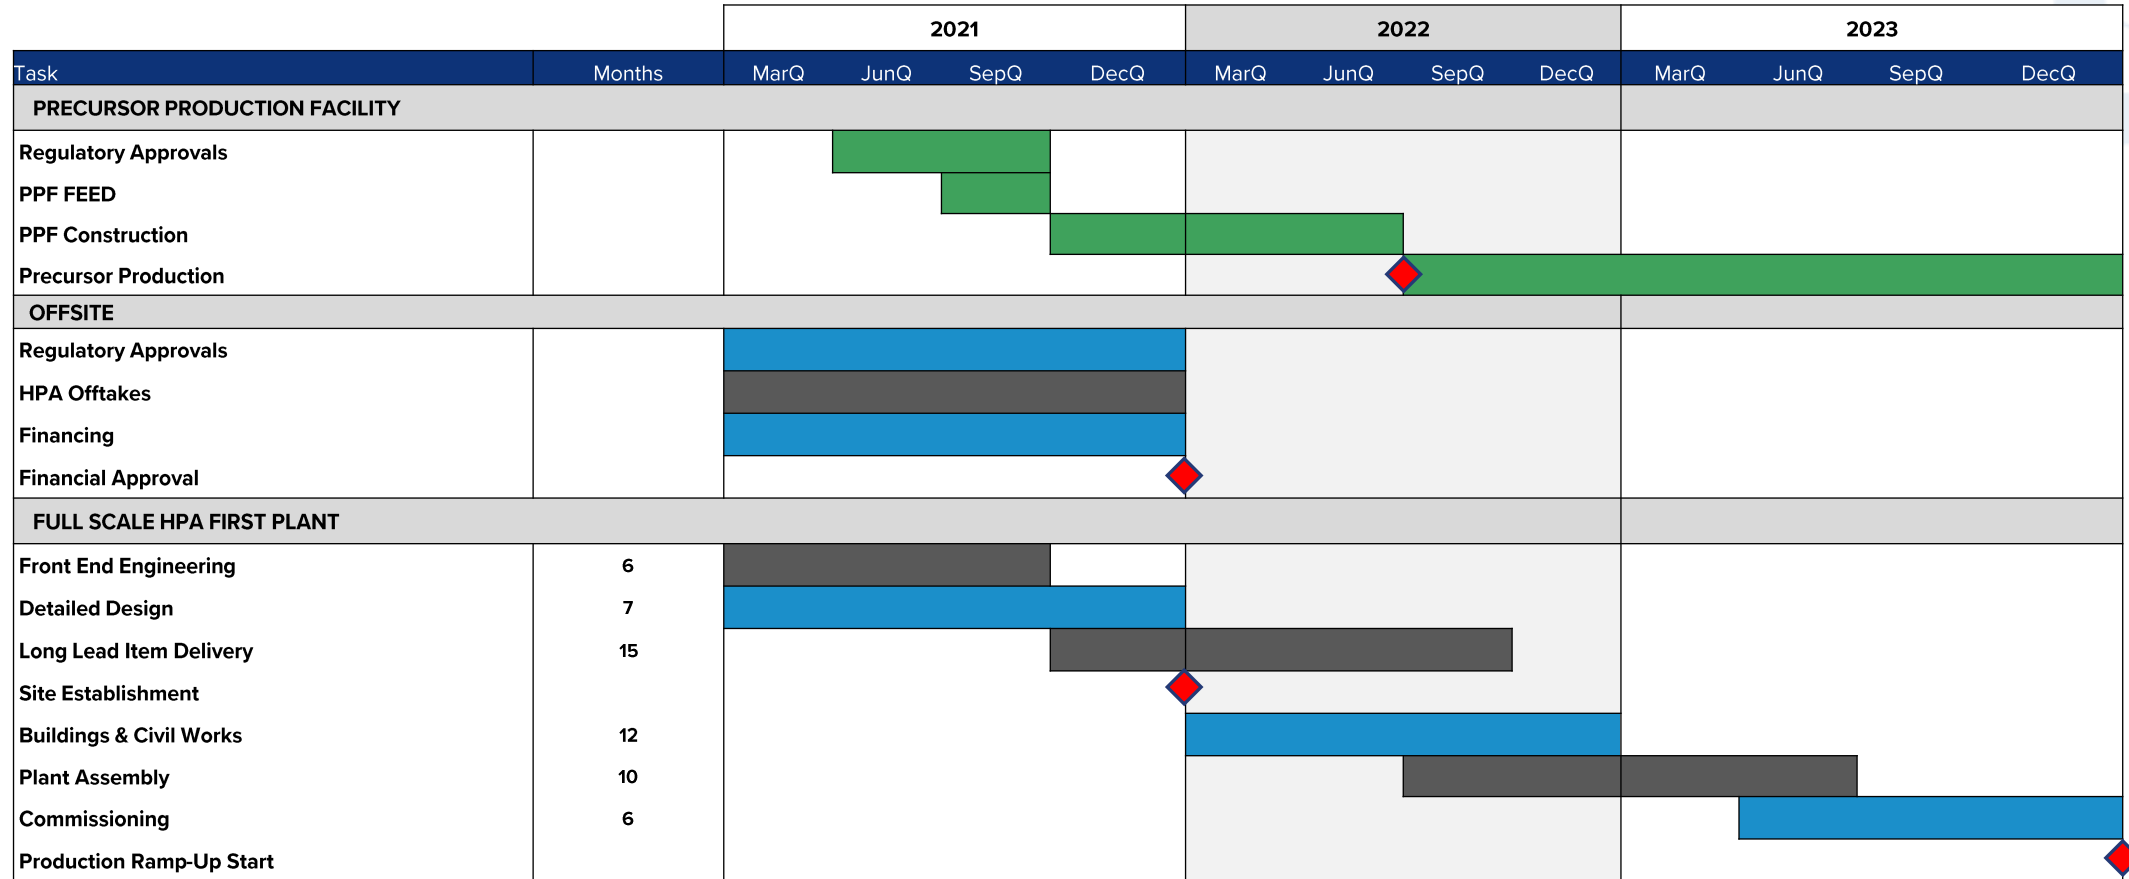 2021 2022 2023
Task Months MarQ JunQ SepQ DecQ MarQ JunQ SepQ DecQ MarQ JunQ SepQ DecQ
PRECURSOR PRODUCTION FACILITY
Regulatory Approvals
PPF FEED
PPF Construction
Precursor Production
OFFSITE
Regulatory Approvals
HPA Offtakes
Financing
Financial Approval
FULL SCALE HPA FIRST PLANT
Front End Engineering 6
Detailed Design 7
Long Lead Item Delivery 15
Site Establishment
Buildings & Civil Works 12
Plant Assembly 10
Commissioning 6
Production Ramp-Up Start